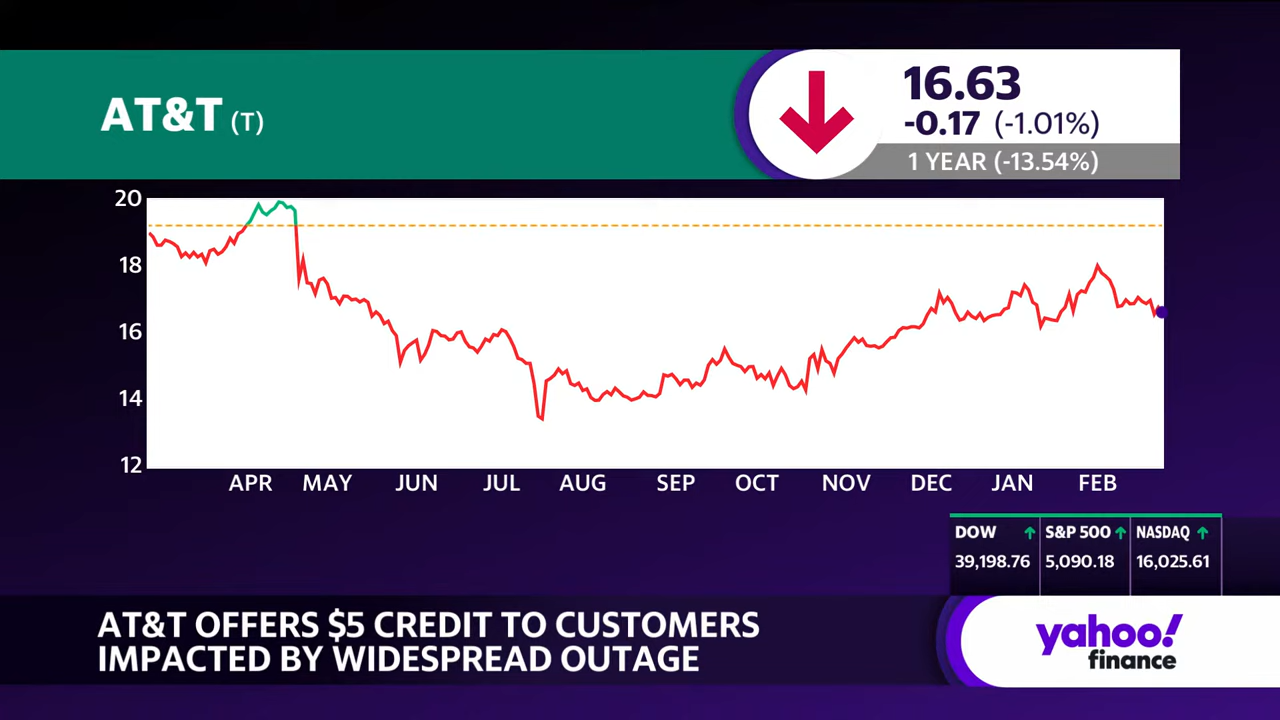 AT&T (T)
16.63
-0.17 (-1.01%)
1 YEAR (-13.54%)
20
18
16
14
12
APR MAY JUN JUL AUG SEP OCT NOV DEC JAN FEB
DOW S&P 500 NASDAQ
39,198.76 5,090.18 16,025.61
AT&T OFFERS $5 CREDIT TO CUSTOMERS
IMPACTED BY WIDESPREAD OUTAGE
yahoo!
finance